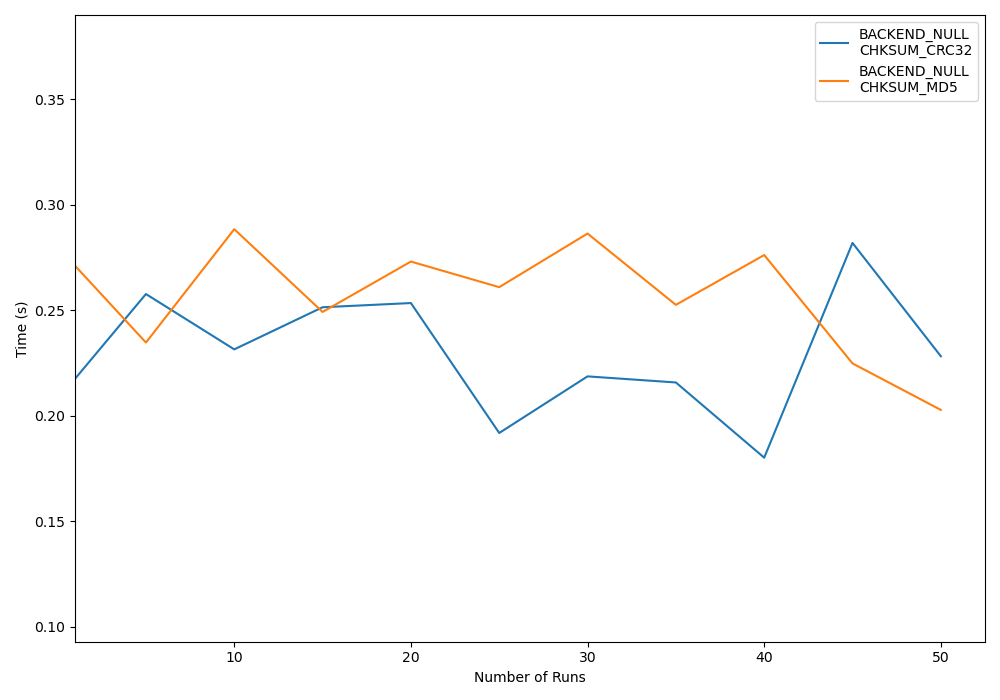 BACKEND_NULL
CHKSUM_CRC32
BACKEND_NULL
CHKSUM_MD5
0.35
0.30
0.25
0.20
0.15
0.10
Time (s)
10 20 30 40 50
Number of Runs